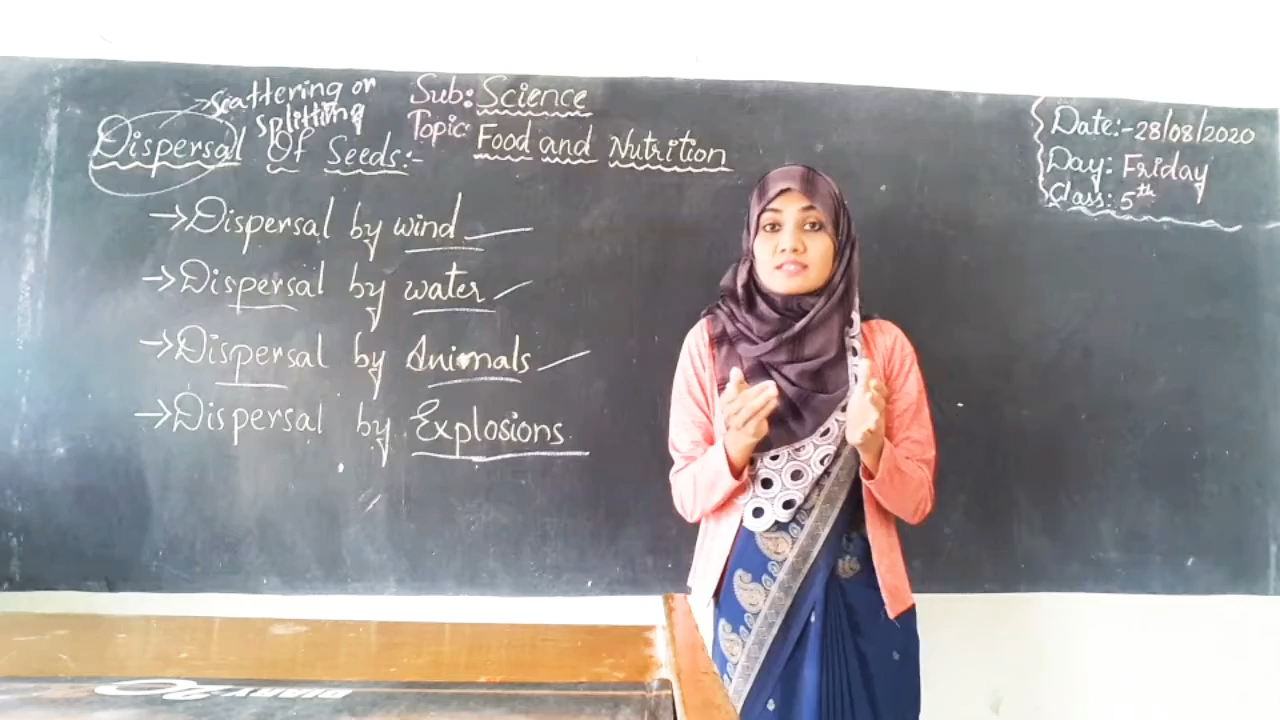 Scattering or
splitting
Sub: Science
Topic: Food and Nutrition
Dispersal Of Seeds:-
→Dispersal by wind
→Dispersal by water
→Dispersal by Animals
→Dispersal by Explosions
Date:-28/08/2020
Day: Friday
Class: 5th